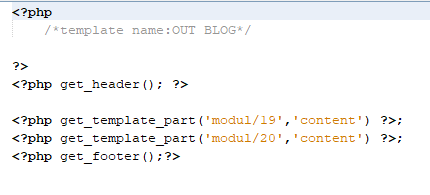 <?php
/*template name:OUT BLOG*/
?>
<?php get_header(); ?>
<?php get_template_part('modul/19','content') ?>;
<?php get_template_part('modul/20','content') ?>;
<?php get_footer();?>